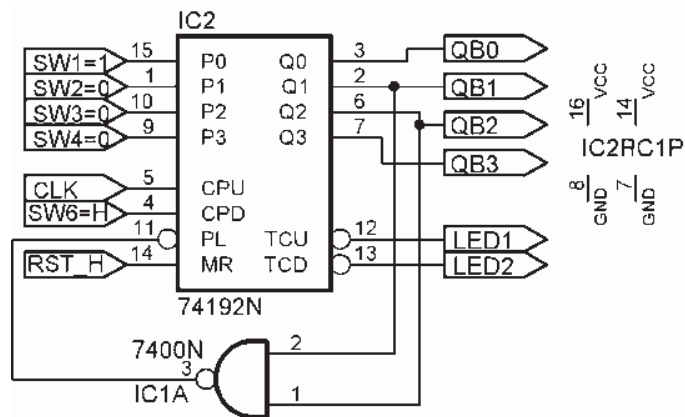 IC2
SW1=1 15 P0 Q0 3 QB0
SW2=0 1 P1 Q1 2 QB1
SW3=0 10 P2 Q2 6 QB2
SW4=0 9 P3 Q3 7 QB3
CLK 5 CPU
SW6=H 4 CPD
11 PL TCU 12 LED1
RST_H 14 MR TCD 13 LED2
74192N
16 VCC 14 VCC
IC2PC1P
8 GND 7 GND
7400N
3 2
IC1A 1